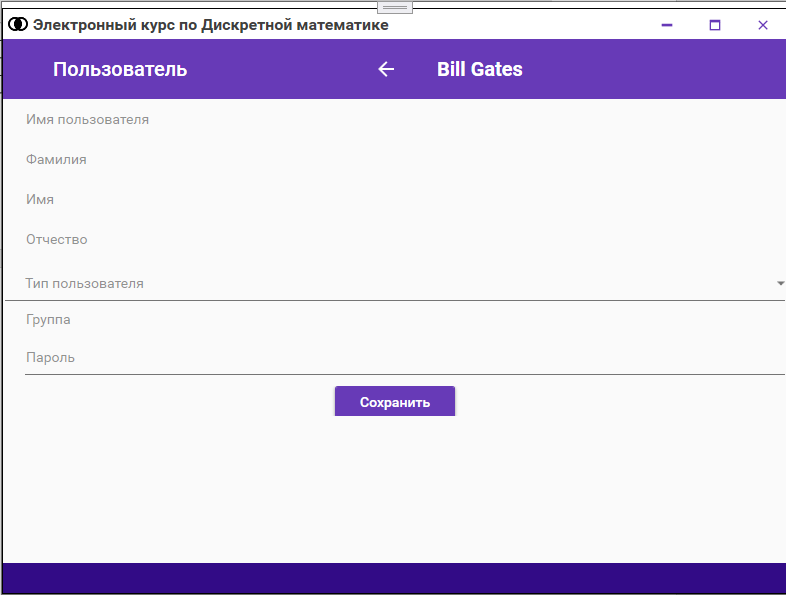 Электронный курс по Дискретной математике
Пользователь Bill Gates
Имя пользователя
Фамилия
Имя
Отчество
Тип пользователя
Группа
Пароль
Сохранить